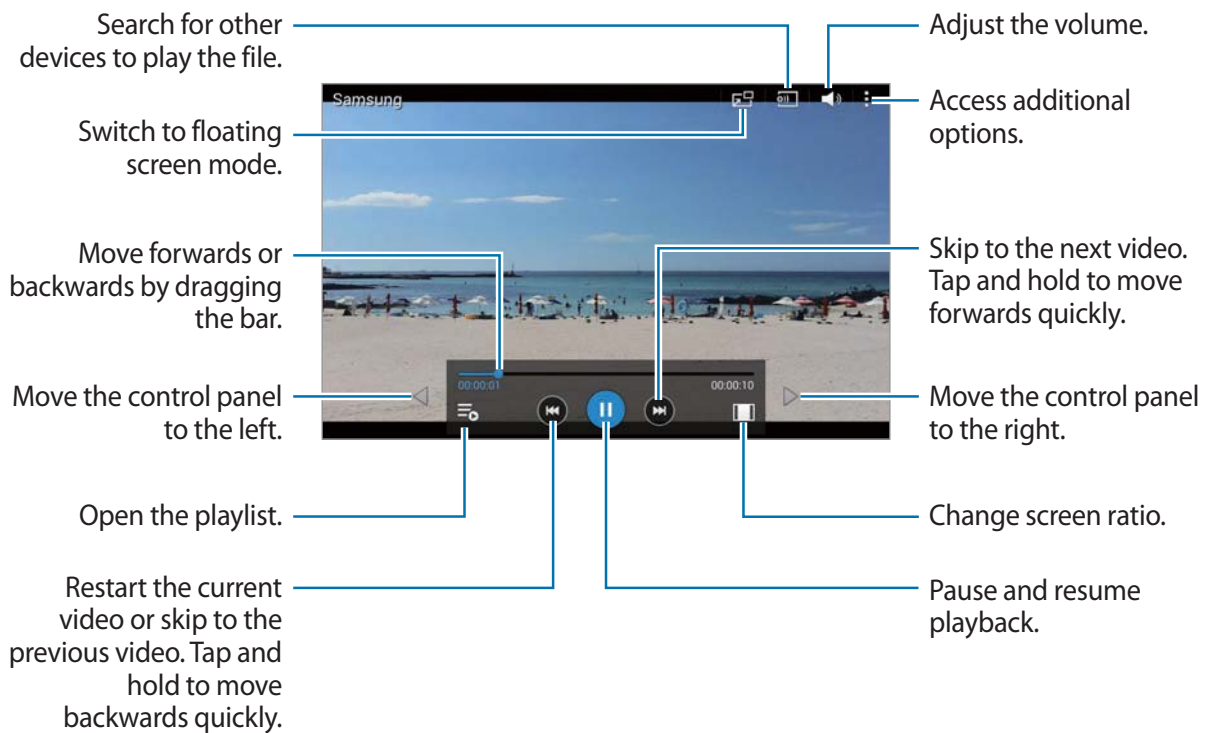 Search for other
devices to play the file.
Switch to floating
screen mode.
Move forwards or
backwards by dragging
the bar.
Move the control panel
to the left.
Open the playlist.
Restart the current
video or skip to the
previous video. Tap and
hold to move
backwards quickly.
Samsung
00:00:01
00:00:10
Adjust the volume.
Access additional
options.
Skip to the next video.
Tap and hold to move
forwards quickly.
Move the control panel
to the right.
Change screen ratio.
Pause and resume
playback.